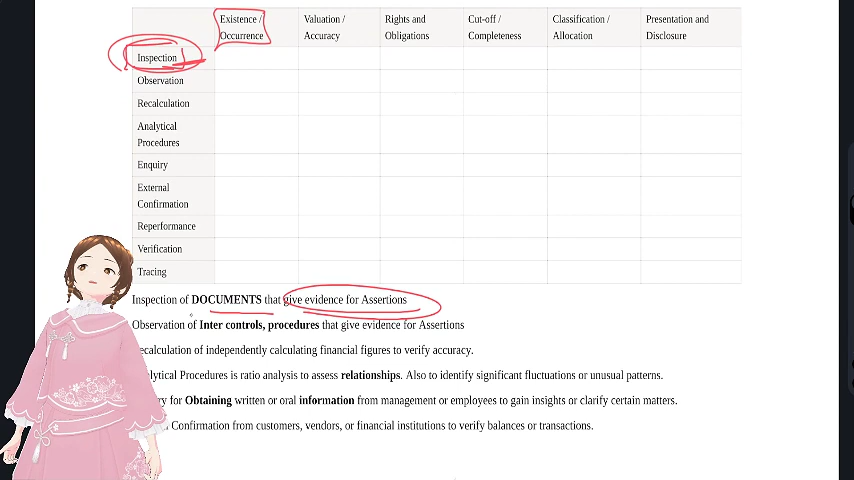 Existence / Valuation / Rights and Cut-off / Classification / Presentation and
Occurrence Accuracy Obligations Completeness Allocation Disclosure
Inspection
Observation
Recalculation
Analytical
Procedures
Enquiry
External
Confirmation
Reperformance
Verification
Tracing
Inspection of DOCUMENTS that give evidence for Assertions
Observation of Inter controls, procedures that give evidence for Assertions
ecalculation of independently calculating financial figures to verify accuracy.
lytical Procedures is ratio analysis to assess relationships. Also to identify significant fluctuations or unusual patterns.
ry for Obtaining written or oral information from management or employees to gain insights or clarify certain matters.
Confirmation from customers, vendors, or financial institutions to verify balances or transactions.